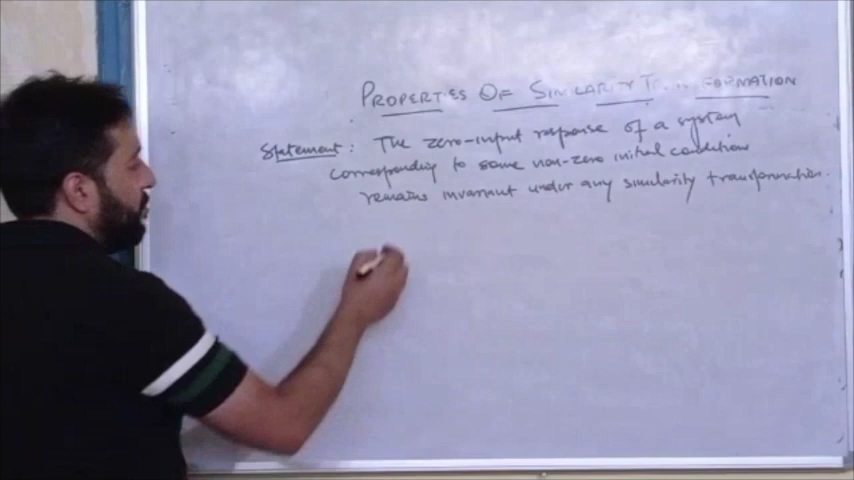 PROPERTIES OF SIMILARITY TRANSFORMATION
Statement : The zero-input response of a system
corresponding to some non-zero initial condition
remains invariant under any similarity transformation.